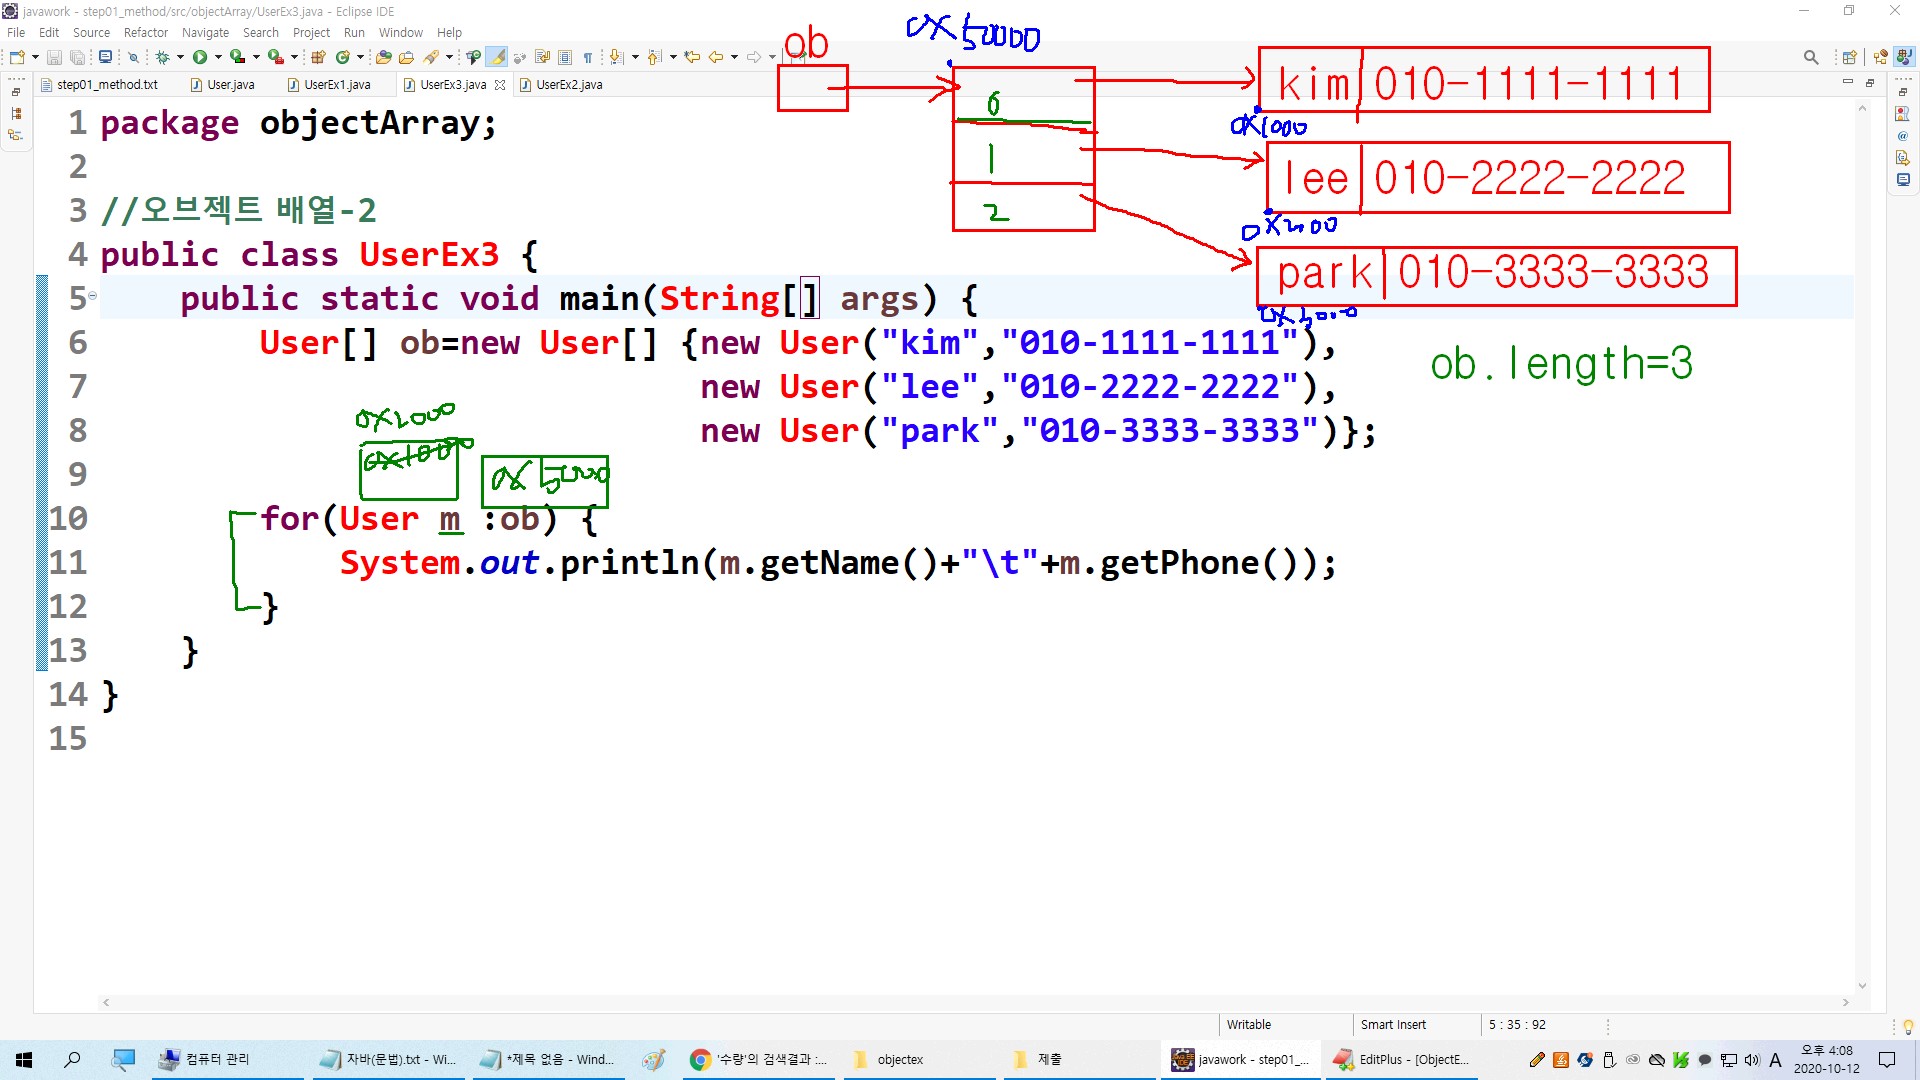 javawork - step01_method/src/objectArray/UserEx3.java - Eclipse IDE
File Edit Source Refactor Navigate Search Project Run Window Help
step01_method.txt User.java UserEx1.java UserEx3.java UserEx2.java
ob
0x50000
0
1
2
kim 010-1111-1111
0x1000
lee 010-2222-2222
0x2000
park 010-3333-3333
0x3000
ob.length=3
1 package objectArray;
2
3 //오브젝트 배열-2
4 public class UserEx3 {
5 public static void main(String[] args) {
6 User[] ob=new User[] {new User("kim","010-1111-1111"),
7 new User("lee","010-2222-2222"),
8 new User("park","010-3333-3333")};
0x2000
0x1000
0x5000
9
10 for(User m :ob) {
11 System.out.println(m.getName()+"\t"+m.getPhone());
12 }
13 }
14 }
15
Writable Smart Insert 5 : 35 : 92
컴퓨터 관리 자바(문법).txt - Wi... *제목 없음 - Wind... '수량'의 검색결과 :... objectex 제출 javawork - step01_... EditPlus - [ObjectE... A 오후 4:08
2020-10-12